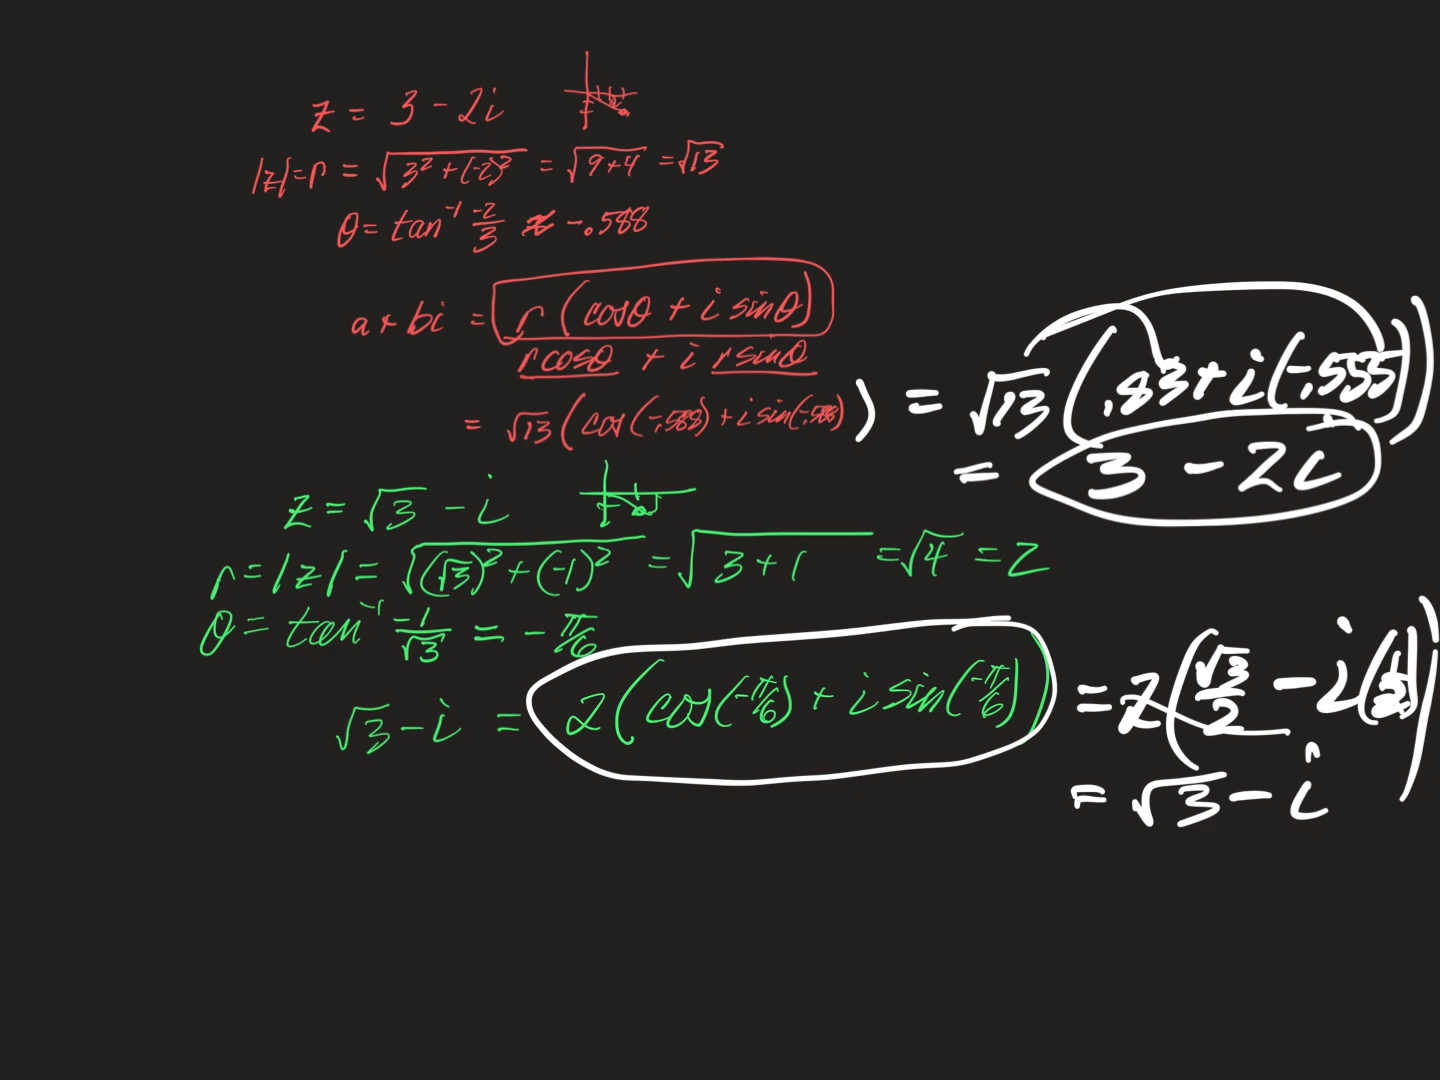 z = 3 - 2i
|z| = r = √(3² + (-2)²) = √(9+4) = √13
θ = tan⁻¹ -2/3 ≈ -.588
a + bi = r (cosθ + i sinθ)
rcosθ + i rsinθ
= √13 (cos(-.588) + i sin(-.588)) = √13 (.83 + i(-.555))
= 3 - 2i
z = √3 - i
r = |z| = √((√3)² + (-1)²) = √(3+1) = √4 = 2
θ = tan⁻¹ -1/√3 = -π/6
√3 - i = 2 (cos(-π/6) + i sin(-π/6)) = 2 (√3/2 - i(1/2))
= √3 - i